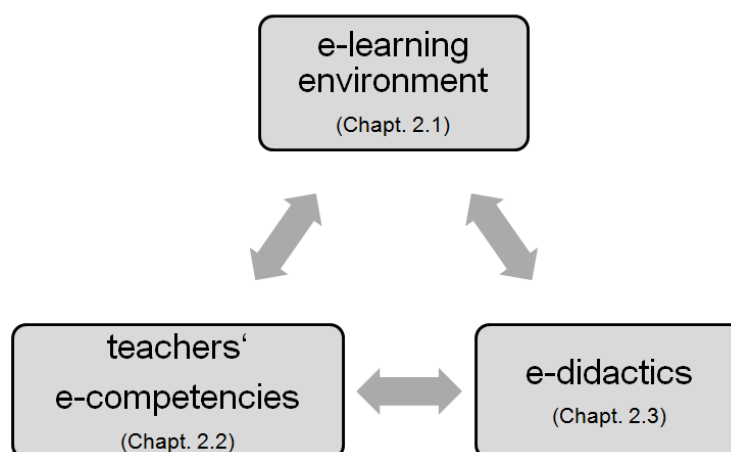 e-learning
environment
(Chapt. 2.1)
teachers‘
e-competencies
(Chapt. 2.2)
e-didactics
(Chapt. 2.3)